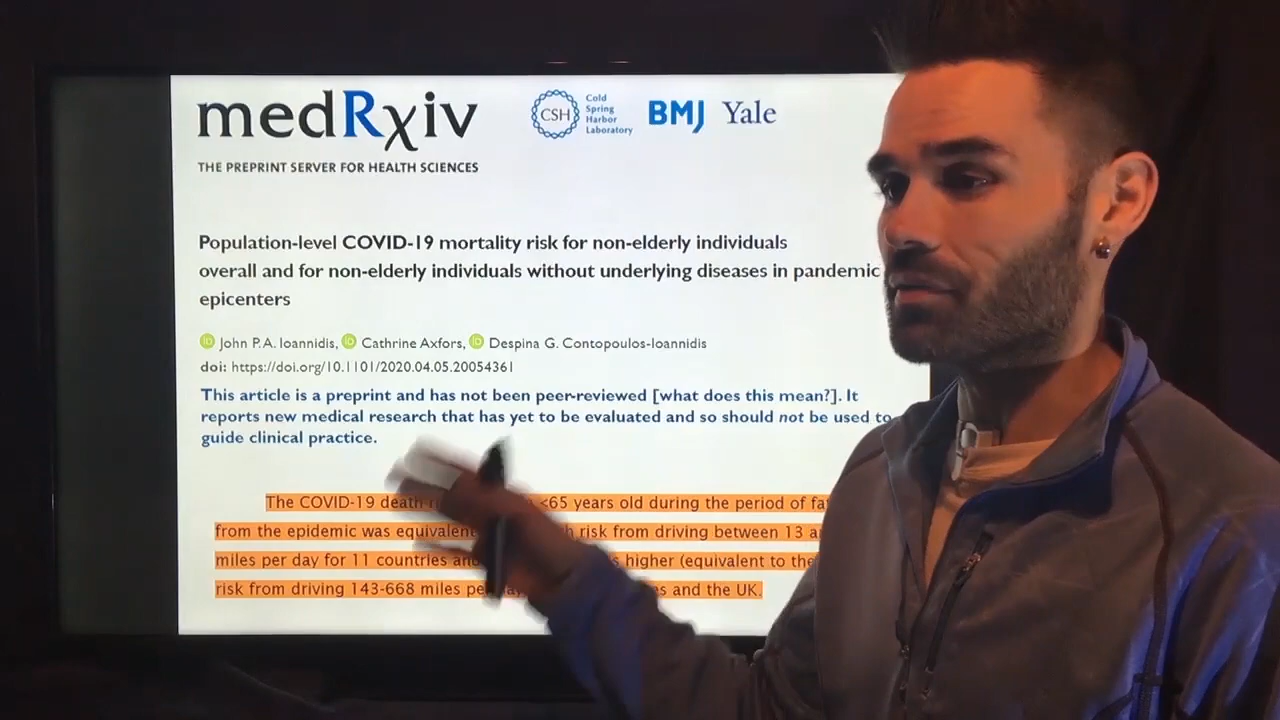 medRxiv
THE PREPRINT SERVER FOR HEALTH SCIENCES
CSH
Cold
Spring
Harbor
Laboratory
BMJ
Yale
Population-level COVID-19 mortality risk for non-elderly individuals
overall and for non-elderly individuals without underlying diseases in pandemic
epicenters
iD John P.A. Ioannidis, iD Cathrine Axfors, iD Despina G. Contopoulos-Ioannidis
doi: https://doi.org/10.1101/2020.04.05.20054361
This article is a preprint and has not been peer-reviewed [what does this mean?]. It
reports new medical research that has yet to be evaluated and so should not be used to
guide clinical practice.
The COVID-19 death <65 years old during the period of
from the epidemic was risk from driving between 13
miles per day for 11 countries higher (equivalent to the
risk from driving 143-668 miles and the UK.